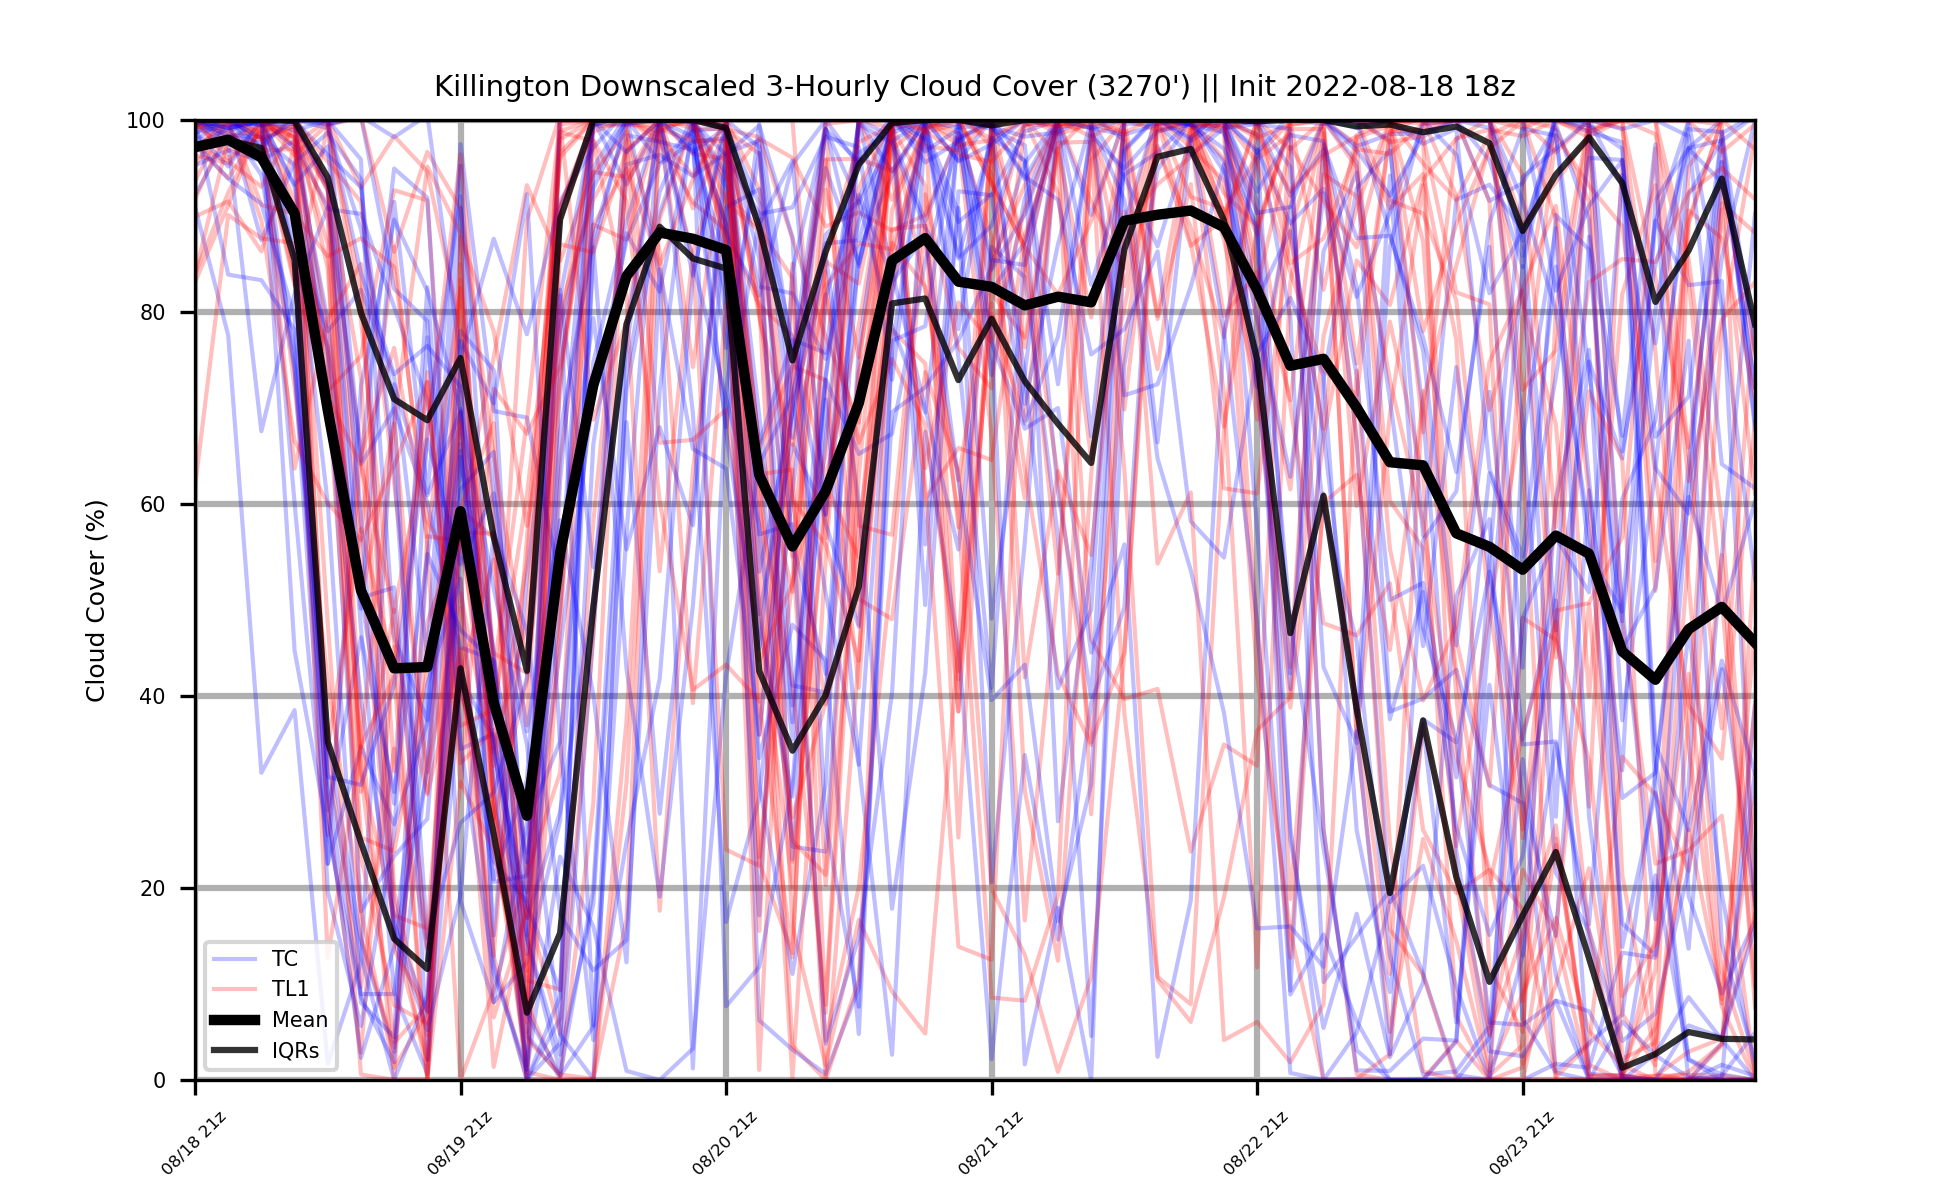 Killington Downscaled 3-Hourly Cloud Cover (3270') || Init 2022-08-18 18z
Cloud Cover (%)
100
80
60
40
20
0
TC
TL1
Mean
IQRs
08/18 21z
08/19 21z
08/20 21z
08/21 21z
08/22 21z
08/23 21z